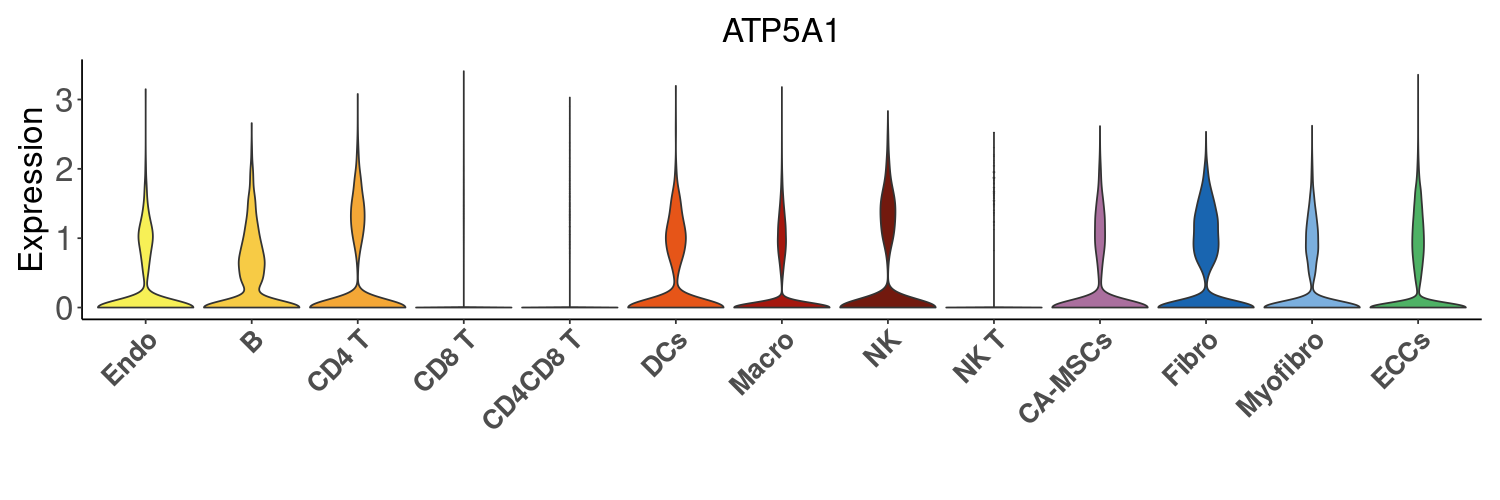 ATP5A1
Expression
3
2
1
0
Endo
B
CD4 T
CD8 T
CD4CD8 T
DCs
Macro
NK
NK T
CA-MSCs
Fibro
Myofibro
ECCs